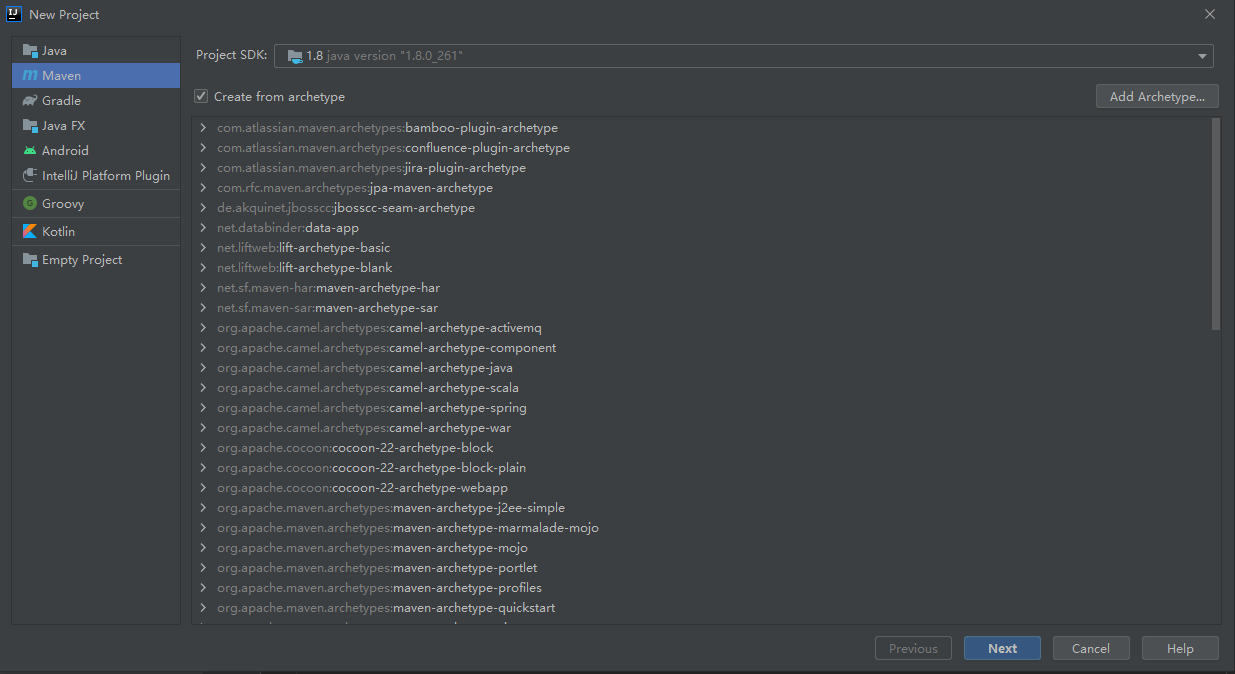 New Project
Java
Maven
Gradle
Java FX
Android
IntelliJ Platform Plugin
Groovy
Kotlin
Empty Project
Project SDK: 1.8 java version "1.8.0_261"
Create from archetype
Add Archetype...
com.atlassian.maven.archetypes:bamboo-plugin-archetype
com.atlassian.maven.archetypes:confluence-plugin-archetype
com.atlassian.maven.archetypes:jira-plugin-archetype
com.rfc.maven.archetypes:jpa-maven-archetype
de.akquinet.jbosscc:jbosscc-seam-archetype
net.databinder:data-app
net.liftweb:lift-archetype-basic
net.liftweb:lift-archetype-blank
net.sf.maven-har:maven-archetype-har
net.sf.maven-sar:maven-archetype-sar
org.apache.camel.archetypes:camel-archetype-activemq
org.apache.camel.archetypes:camel-archetype-component
org.apache.camel.archetypes:camel-archetype-java
org.apache.camel.archetypes:camel-archetype-scala
org.apache.camel.archetypes:camel-archetype-spring
org.apache.camel.archetypes:camel-archetype-war
org.apache.cocoon:cocoon-22-archetype-block
org.apache.cocoon:cocoon-22-archetype-block-plain
org.apache.cocoon:cocoon-22-archetype-webapp
org.apache.maven.archetypes:maven-archetype-j2ee-simple
org.apache.maven.archetypes:maven-archetype-marmalade-mojo
org.apache.maven.archetypes:maven-archetype-mojo
org.apache.maven.archetypes:maven-archetype-portlet
org.apache.maven.archetypes:maven-archetype-profiles
org.apache.maven.archetypes:maven-archetype-quickstart
Previous
Next
Cancel
Help